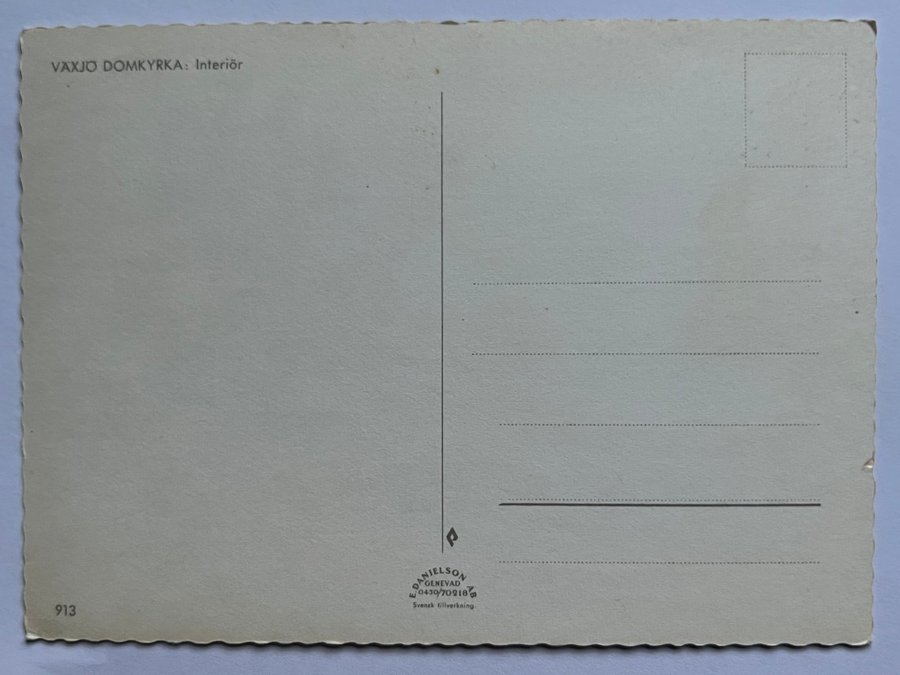 VÄXJÖ DOMKYRKA: Interiör
E. DANIELSON AB
GENEVAD
0430/70218
Svensk tillverkning.
913